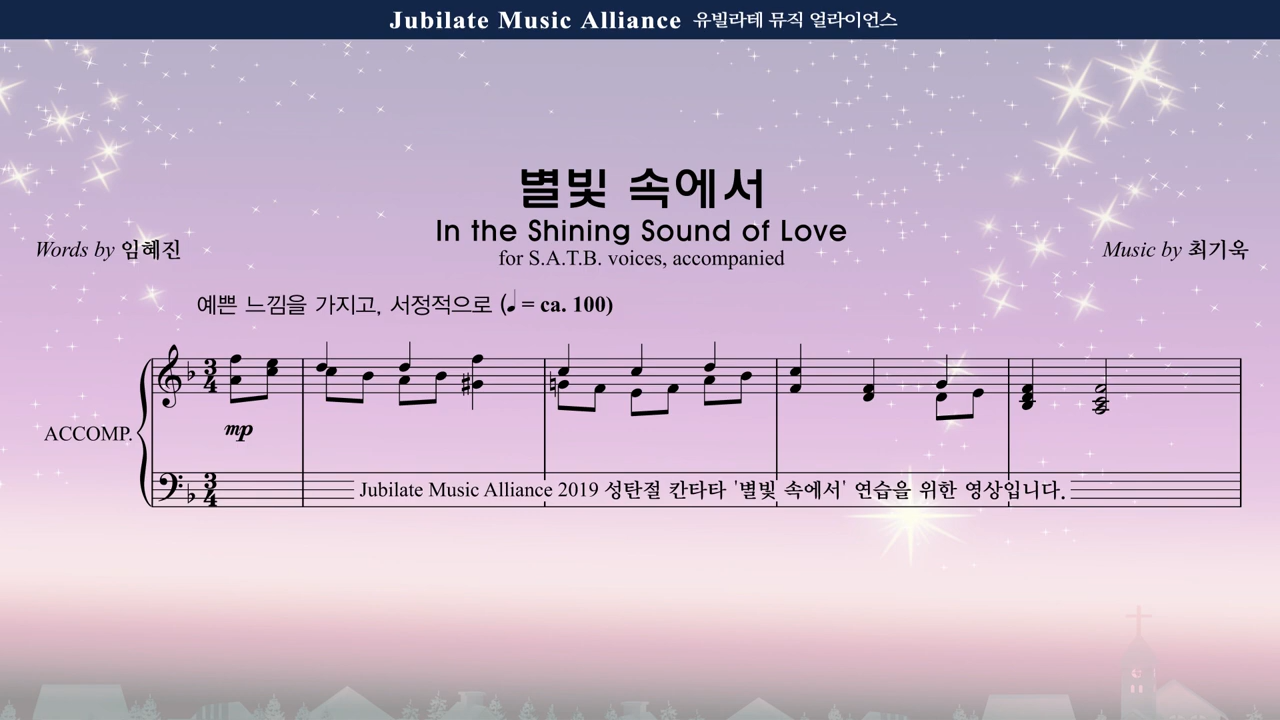 Jubilate Music Alliance 유빌라테 뮤직 얼라이언스
별빛 속에서
In the Shining Sound of Love
for S.A.T.B. voices, accompanied
Words by 임혜진
Music by 최기욱
예쁜 느낌을 가지고, 서정적으로 (♩ = ca. 100)
3 4
mp
ACCOMP.
3 4
Jubilate Music Alliance 2019 성탄절 칸타타 '별빛 속에서' 연습을 위한 영상입니다.